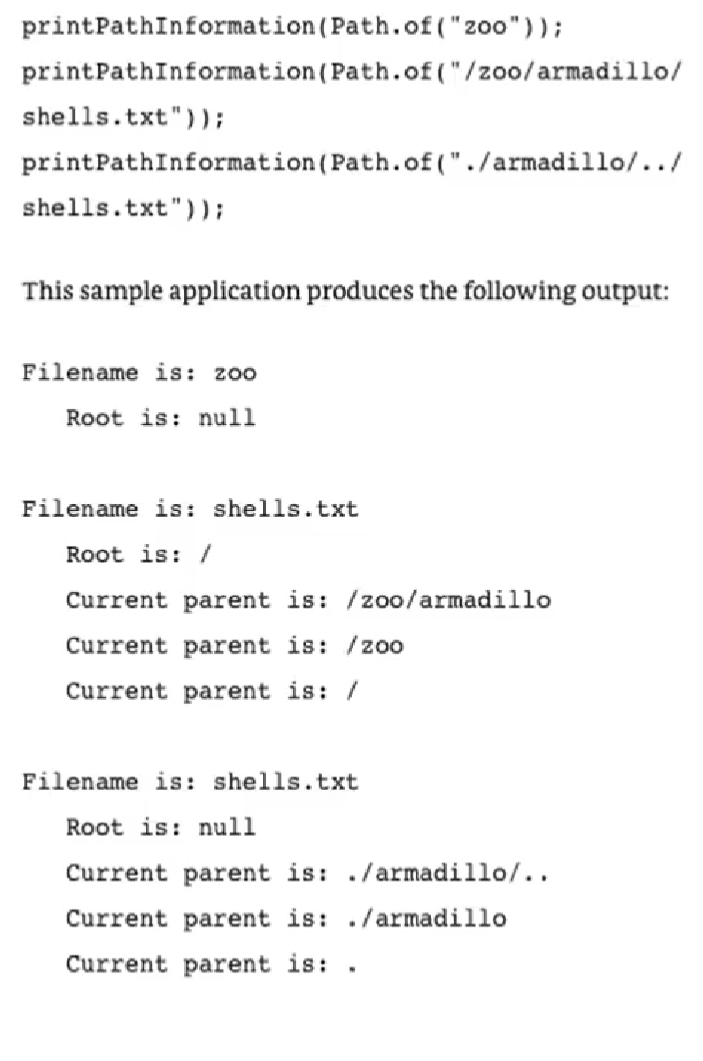 printPathInformation(Path.of("zoo"));
printPathInformation(Path.of("/zoo/armadillo/
shells.txt"));
printPathInformation(Path.of("./armadillo/../
shells.txt"));
This sample application produces the following output:
Filename is: zoo
Root is: null
Filename is: shells.txt
Root is: /
Current parent is: /zoo/armadillo
Current parent is: /zoo
Current parent is: /
Filename is: shells.txt
Root is: null
Current parent is: ./armadillo/..
Current parent is: ./armadillo
Current parent is: .